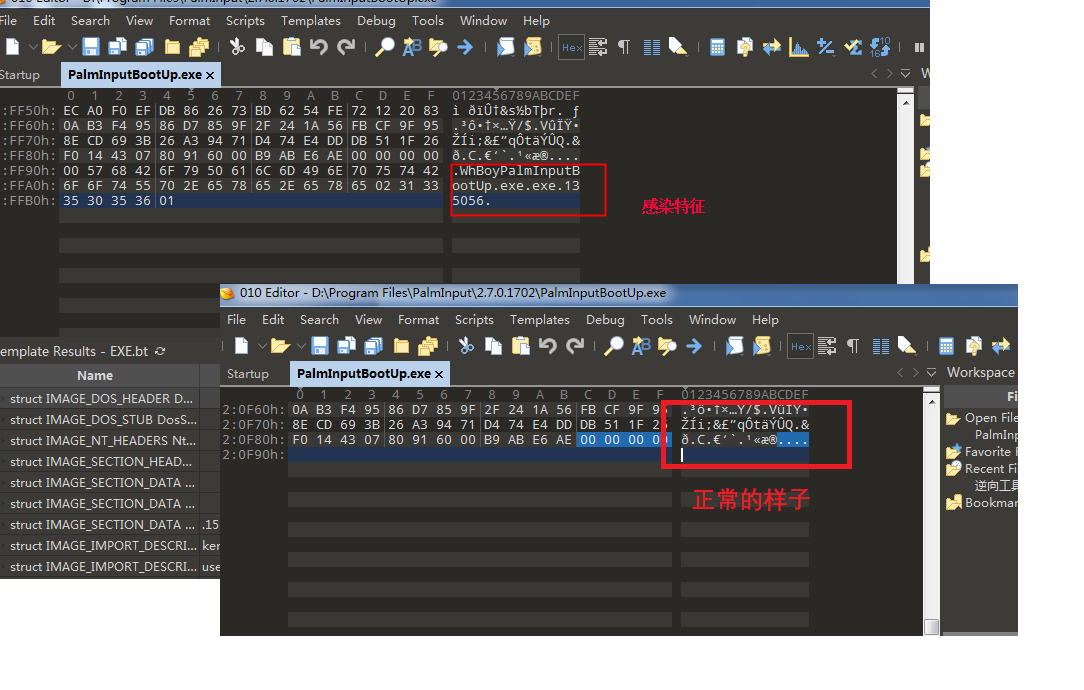 010 Editor - D:\Program Files\PalmInput\2.7.0.1702\PalmInputBootUp.exe
File Edit Search View Format Scripts Templates Debug Tools Window Help
Startup PalmInputBootUp.exe ×
0 1 2 3 4 5 6 7 8 9 A B C D E F 0123456789ABCDEF
:FF50h: EC A0 F0 EF DB 86 26 73 BD 62 54 FE 72 12 20 83 ì ðïÛ†&s½bTþr. ƒ
:FF60h: 0A B3 F4 95 86 D7 85 9F 2F 24 1A 56 FB CF 9F 95 .³ô•†×…Ÿ/$.VûÏŸ•
:FF70h: 8E CD 69 3B 26 A3 94 71 D4 74 E4 DD DB 51 1F 26 ŽÍi;&£”qÔtäÝÛQ.&
:FF80h: F0 14 43 07 80 91 60 00 B9 AB E6 AE 00 00 00 00 ð.C.€‘`.¹«æ®....
:FF90h: 00 57 68 42 6F 79 50 61 6C 6D 49 6E 70 75 74 42 .WhBoyPalmInputB
:FFA0h: 6F 6F 74 55 70 2E 65 78 65 2E 65 78 65 02 31 33 ootUp.exe.exe.13
:FFB0h: 35 30 35 36 01 5056.
感染特征
emplate Results - EXE.bt
Name
struct IMAGE_DOS_HEADER D...
struct IMAGE_DOS_STUB DosS...
struct IMAGE_NT_HEADERS Nt...
struct IMAGE_SECTION_HEAD...
struct IMAGE_SECTION_DATA ...
struct IMAGE_SECTION_DATA ...
struct IMAGE_SECTION_DATA ... .15
struct IMAGE_IMPORT_DESCRI... ker
struct IMAGE_IMPORT_DESCRI... use
010 Editor - D:\Program Files\PalmInput\2.7.0.1702\PalmInputBootUp.exe
File Edit Search View Format Scripts Templates Debug Tools Window Help
Startup PalmInputBootUp.exe ×
Workspace
0 1 2 3 4 5 6 7 8 9 A B C D E F 0123456789ABCDEF
2:0F60h: 0A B3 F4 95 86 D7 85 9F 2F 24 1A 56 FB CF 9F 95 .³ô•†×…Ÿ/$.VûÏŸ•
2:0F70h: 8E CD 69 3B 26 A3 94 71 D4 74 E4 DD DB 51 1F 26 ŽÍi;&£”qÔtäÝÛQ.&
2:0F80h: F0 14 43 07 80 91 60 00 B9 AB E6 AE 00 00 00 00 ð.C.€‘`.¹«æ®....
2:0F90h:
正常的样子
Fi
Open File
PalmIn
Favorite F
Recent Fi
逆向工具
Bookmar